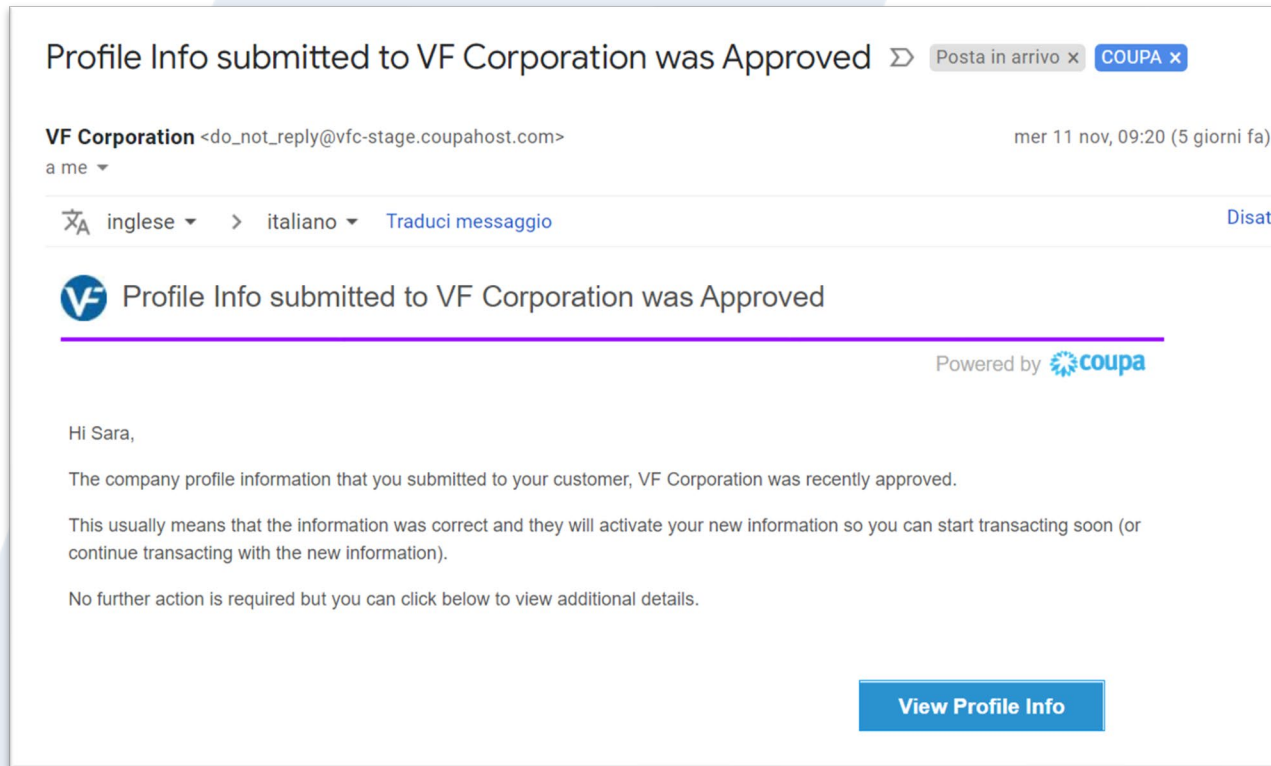 Profile Info submitted to VF Corporation was Approved Posta in arrivo x COUPA x
VF Corporation <do_not_reply@vfc-stage.coupahost.com> mer 11 nov, 09:20 (5 giorni fa)
a me
inglese > italiano Traduci messaggio Disat
VF Profile Info submitted to VF Corporation was Approved
Powered by coupa
Hi Sara,
The company profile information that you submitted to your customer, VF Corporation was recently approved.
This usually means that the information was correct and they will activate your new information so you can start transacting soon (or
continue transacting with the new information).
No further action is required but you can click below to view additional details.
View Profile Info